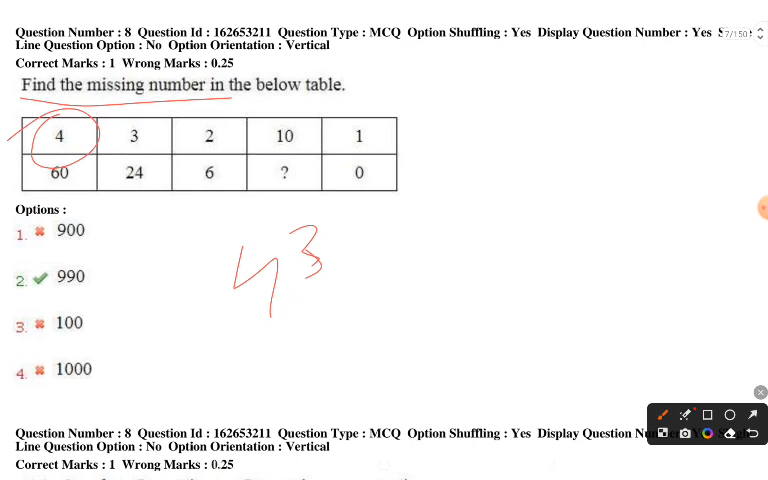 Question Number : 8 Question Id : 162653211 Question Type : MCQ Option Shuffling : Yes Display Question Number : Yes
7/150
Line Question Option : No Option Orientation : Vertical
Correct Marks : 1 Wrong Marks : 0.25
Find the missing number in the below table.
4 3 2 10 1
60 24 6 ? 0
Options :
1. 900
2. 990
3. 100
4. 1000
4 3
Question Number : 8 Question Id : 162653211 Question Type : MCQ Option Shuffling : Yes Display Question
Line Question Option : No Option Orientation : Vertical
Correct Marks : 1 Wrong Marks : 0.25